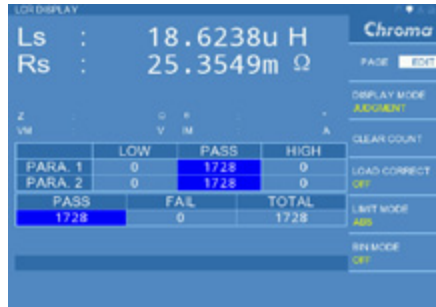 LCR DISPLAY
Chroma
Ls : 18.6238u H
Rs : 25.3549m Ω
PAGE EDIT
DISPLAY MODE
JUDGMENT
Z : Ω θ : °
VM : V IM : A
CLEAR COUNT
LOW PASS HIGH
PARA. 1 0 1728 0
PARA. 2 0 1728 0
LOAD CORRECT
OFF
PASS FAIL TOTAL
1728 0 1728
LIMIT MODE
ABS
BIN MODE
OFF